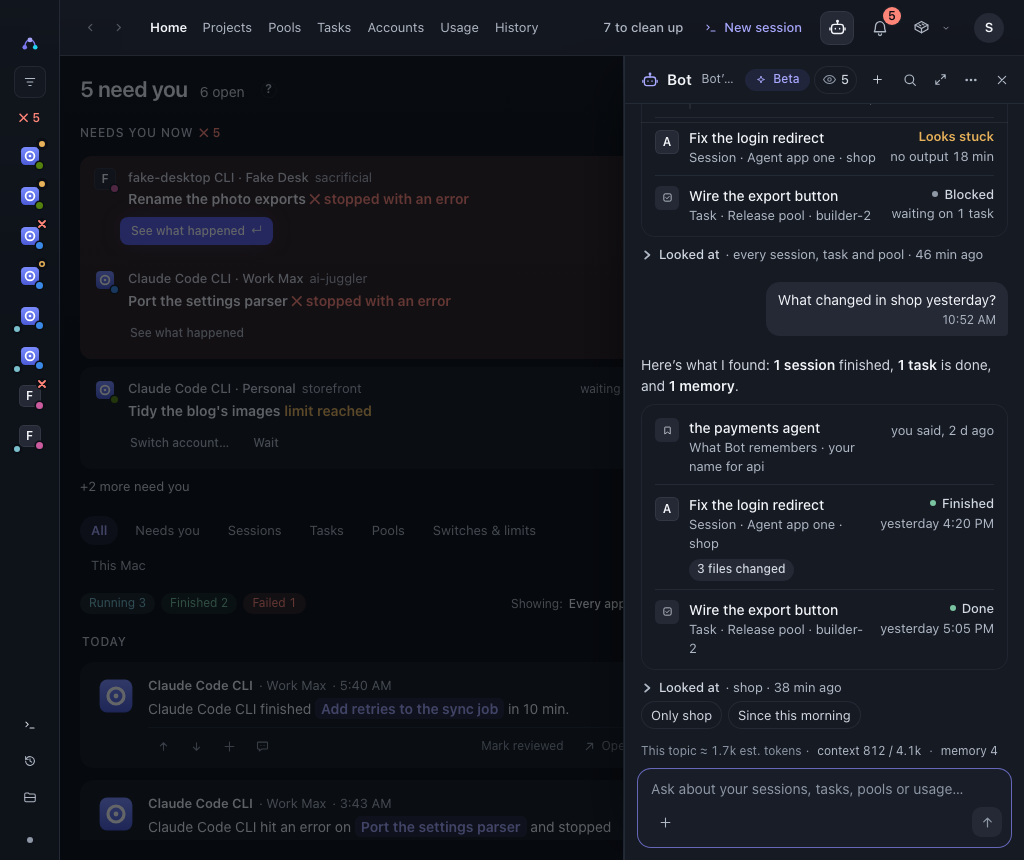 Home Projects Pools Tasks Accounts Usage History 7 to clean up New session 5 S
5
5 need you 6 open ?
NEEDS YOU NOW 5
F fake-desktop CLI · Fake Desk sacrificial
Rename the photo exports stopped with an error
See what happened
Claude Code CLI · Work Max ai-juggler
Port the settings parser stopped with an error
See what happened
Claude Code CLI · Personal storefront waiting
Tidy the blog's images limit reached
Switch account... Wait
+2 more need you
F
F
All Needs you Sessions Tasks Pools Switches & limits
This Mac
Running 3 Finished 2 Failed 1 Showing: Every app
TODAY
Claude Code CLI · Work Max · 5:40 AM
Claude Code CLI finished Add retries to the sync job in 10 min.
Mark reviewed Ope
Claude Code CLI · Work Max · 3:43 AM
Claude Code CLI hit an error on Port the settings parser and stopped
Bot Bot'... Beta 5
A Fix the login redirect Looks stuck
Session · Agent app one · shop no output 18 min
Wire the export button Blocked
Task · Release pool · builder-2 waiting on 1 task
Looked at · every session, task and pool · 46 min ago
What changed in shop yesterday?
10:52 AM
Here's what I found: 1 session finished, 1 task is done,
and 1 memory.
the payments agent you said, 2 d ago
What Bot remembers · your
name for api
A Fix the login redirect Finished
Session · Agent app one · yesterday 4:20 PM
shop
3 files changed
Wire the export button Done
Task · Release pool · builder- yesterday 5:05 PM
2
Looked at · shop · 38 min ago
Only shop Since this morning
This topic ≈ 1.7k est. tokens · context 812 / 4.1k · memory 4
Ask about your sessions, tasks, pools or usage...